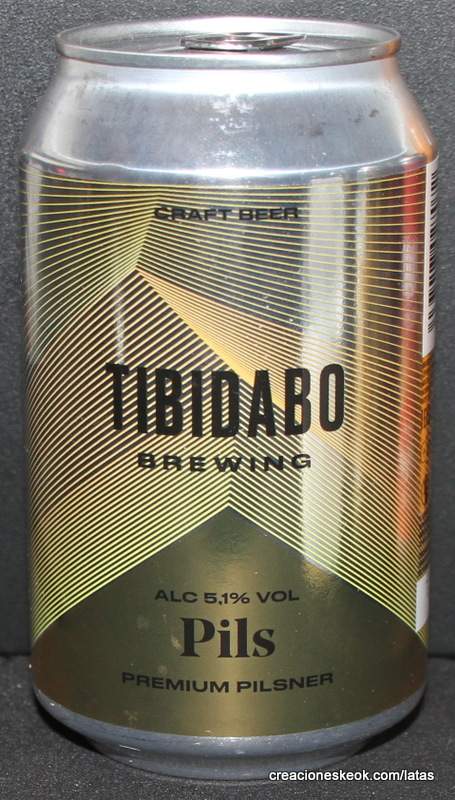 CRAFT BEER
TIBIDABO
BREWING
ALC 5,1% VOL
Pils
PREMIUM PILSNER
creacioneskeok.com/latas